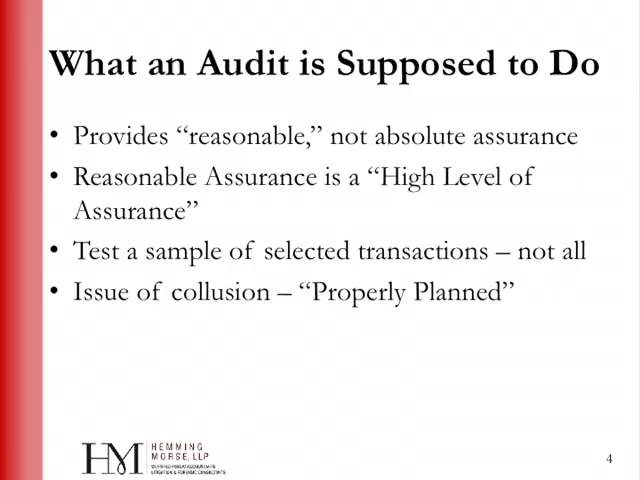 What an Audit is Supposed to Do
• Provides “reasonable,” not absolute assurance
• Reasonable Assurance is a “High Level of
Assurance”
• Test a sample of selected transactions – not all
• Issue of collusion – “Properly Planned”
HM
HEMMING
MORSE, LLP
CERTIFIED PUBLIC ACCOUNTANTS
LITIGATION & FORENSIC CONSULTANTS
4